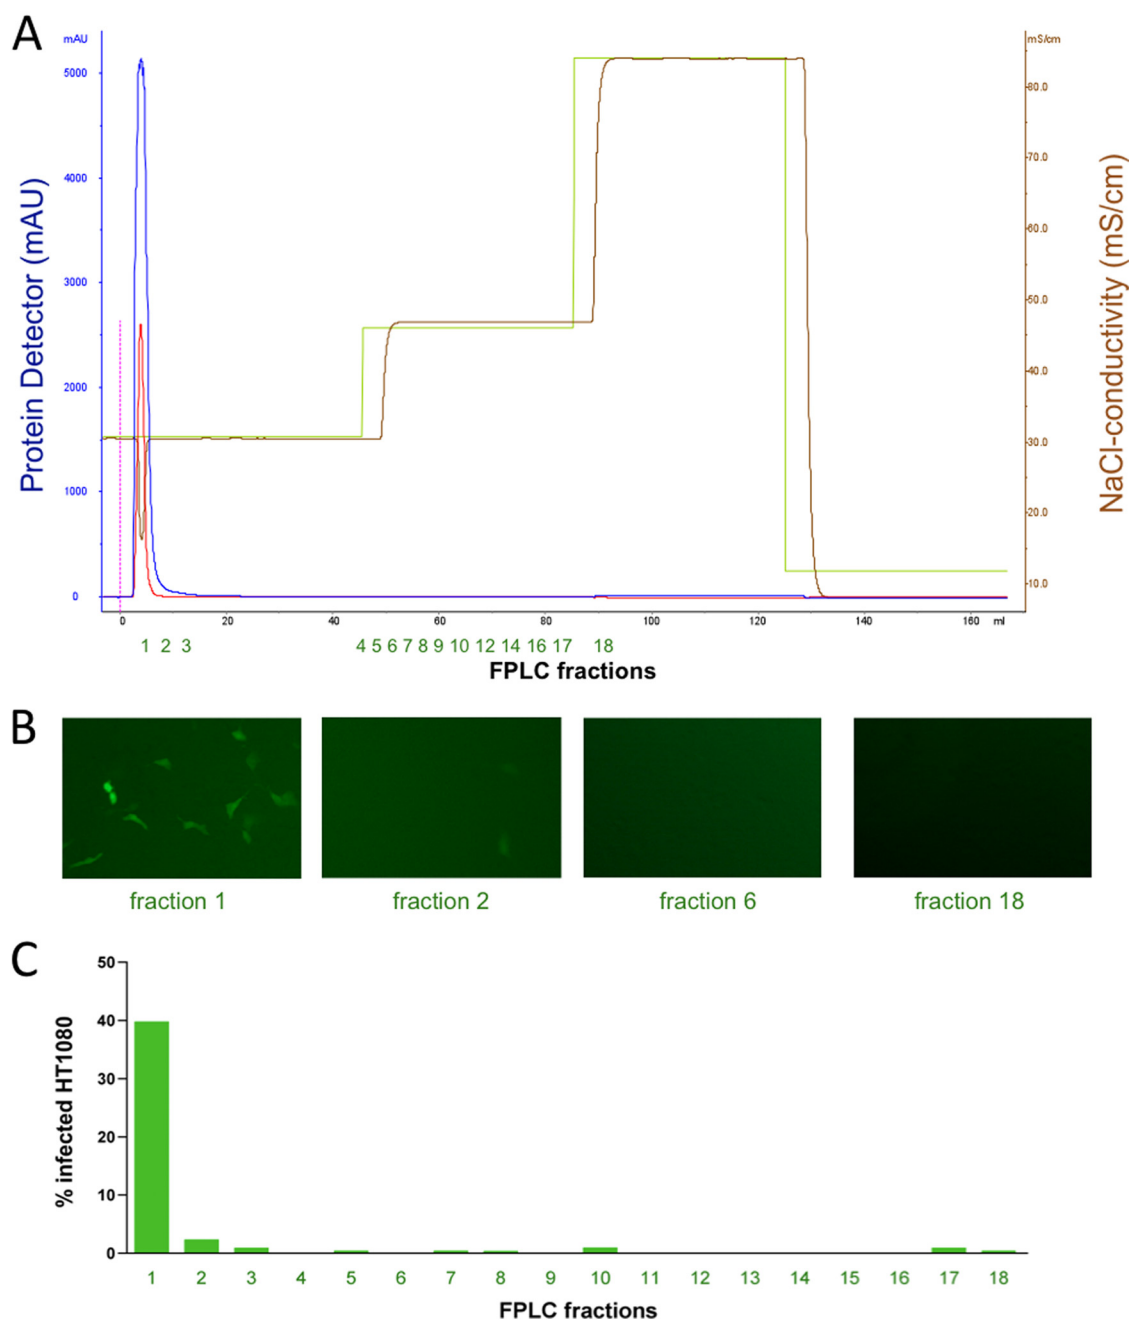 A
mAU
mS/cm
5000
4000
3000
2000
1000
0
80.0
70.0
60.0
50.0
40.0
30.0
20.0
10.0
Protein Detector (mAU)
NaCl-conductivity (mS/cm)
0 20 40 60 80 100 120 140 160 ml
1 2 3 4 5 6 7 8 9 10 12 14 16 17 18
FPLC fractions
B
fraction 1 fraction 2 fraction 6 fraction 18
C
% infected HT1080
50
40
30
20
10
0
1 2 3 4 5 6 7 8 9 10 11 12 13 14 15 16 17 18
FPLC fractions